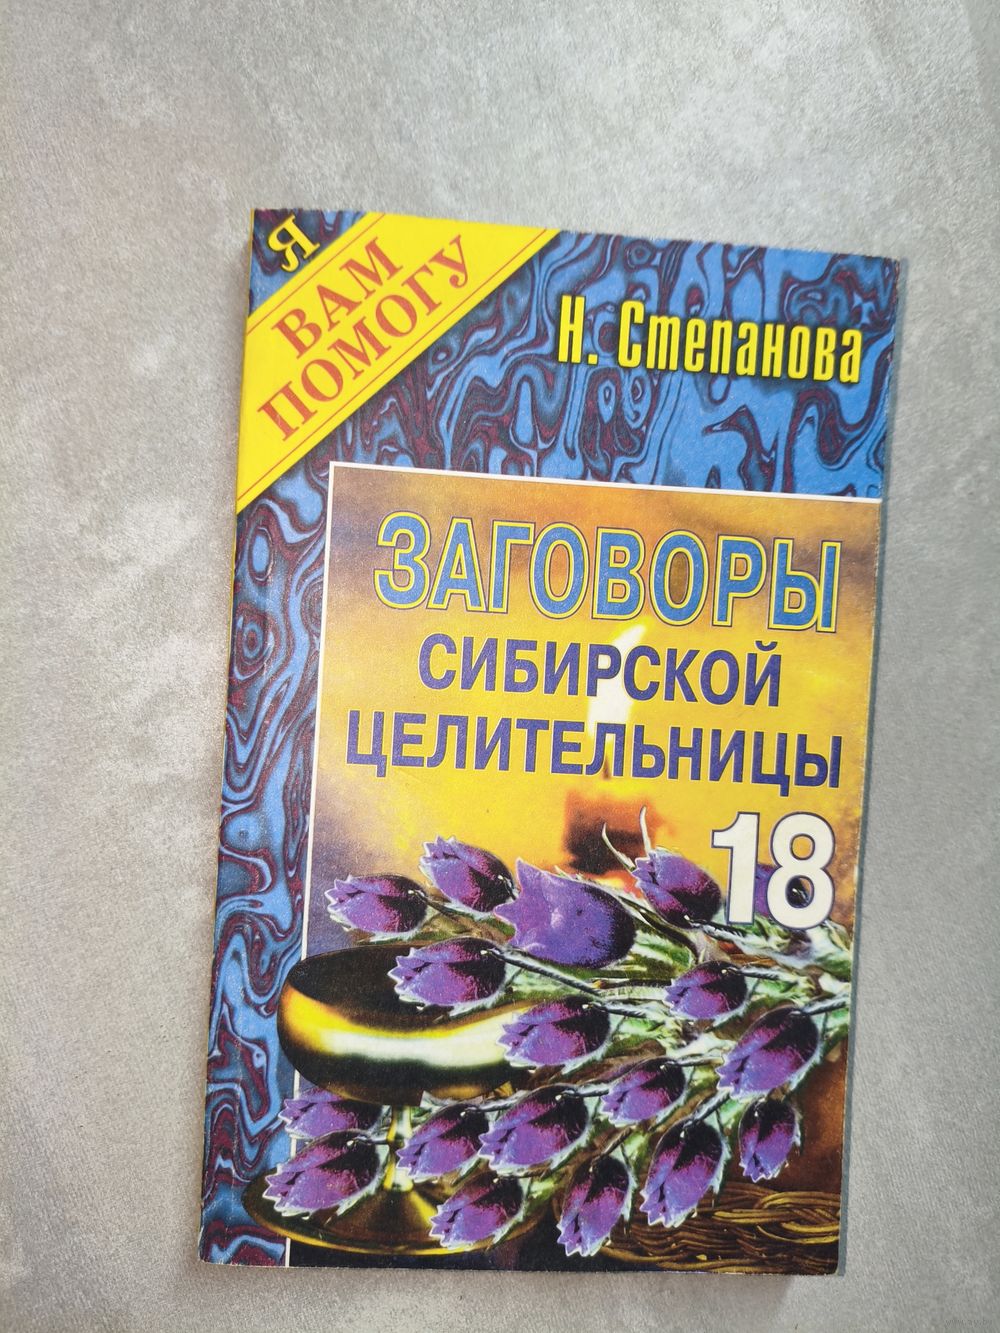 Я
ВАМ
ПОМОГУ
Н. Степанова
ЗАГОВОРЫ
СИБИРСКОЙ
ЦЕЛИТЕЛЬНИЦЫ
18